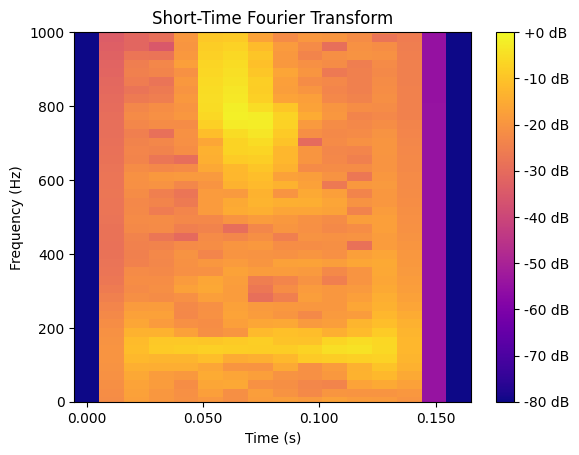 Short-Time Fourier Transform
Frequency (Hz)
1000
800
600
400
200
0
0.000
0.050
0.100
0.150
Time (s)
+0 dB
-10 dB
-20 dB
-30 dB
-40 dB
-50 dB
-60 dB
-70 dB
-80 dB